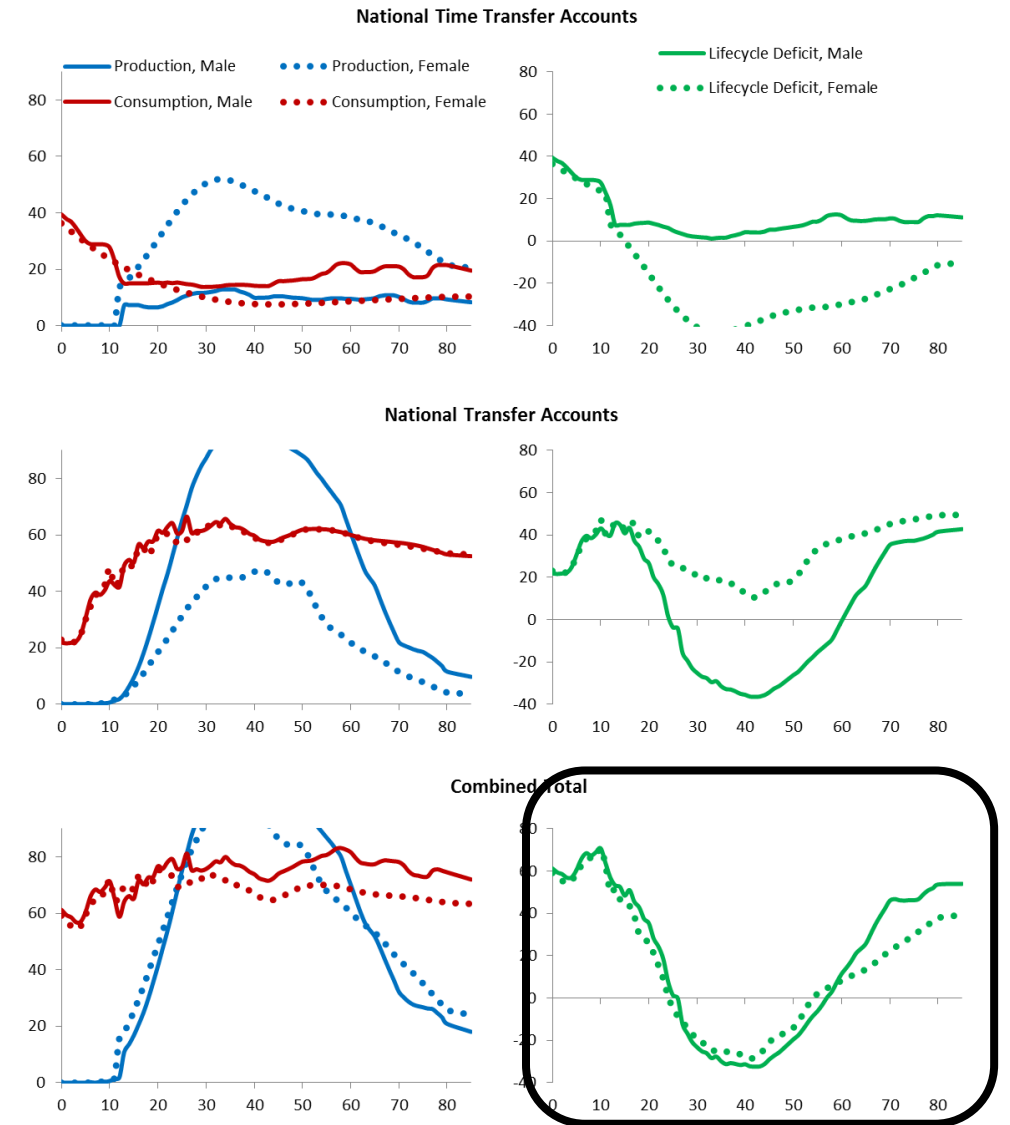 National Time Transfer Accounts
Production, Male
Production, Female
Consumption, Male
Consumption, Female
80
60
40
20
0
0 10 20 30 40 50 60 70 80
Lifecycle Deficit, Male
Lifecycle Deficit, Female
80
60
40
20
0
-20
-40
0 10 20 30 40 50 60 70 80
National Transfer Accounts
80
60
40
20
0
0 10 20 30 40 50 60 70 80
80
60
40
20
0
-20
-40
0 10 20 30 40 50 60 70 80
Combined Total
80
60
40
20
0
0 10 20 30 40 50 60 70 80
80
60
40
20
0
-20
-40
0 10 20 30 40 50 60 70 80